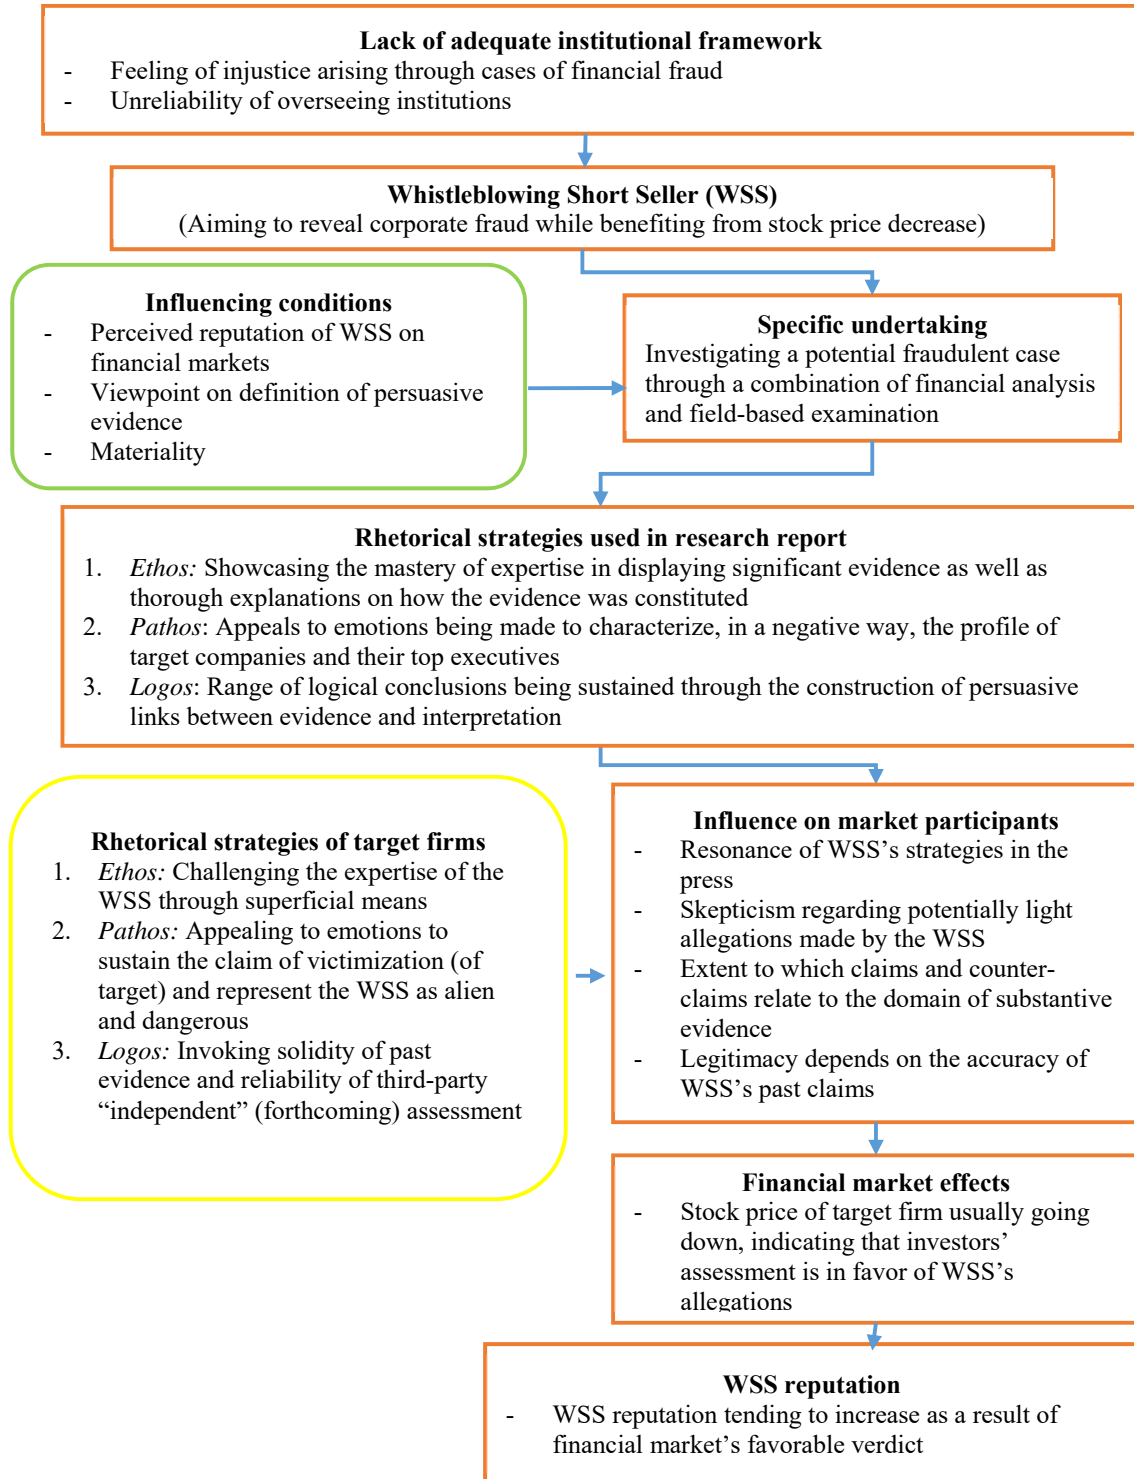 Lack of adequate institutional framework
- Feeling of injustice arising through cases of financial fraud
- Unreliability of overseeing institutions
Whistleblowing Short Seller (WSS)
(Aiming to reveal corporate fraud while benefiting from stock price decrease)
Influencing conditions
- Perceived reputation of WSS on
financial markets
- Viewpoint on definition of persuasive
evidence
- Materiality
Specific undertaking
Investigating a potential fraudulent case
through a combination of financial analysis
and field-based examination
Rhetorical strategies used in research report
1. Ethos: Showcasing the mastery of expertise in displaying significant evidence as well as
thorough explanations on how the evidence was constituted
2. Pathos: Appeals to emotions being made to characterize, in a negative way, the profile of
target companies and their top executives
3. Logos: Range of logical conclusions being sustained through the construction of persuasive
links between evidence and interpretation
Rhetorical strategies of target firms
1. Ethos: Challenging the expertise of the
WSS through superficial means
2. Pathos: Appealing to emotions to
sustain the claim of victimization (of
target) and represent the WSS as alien
and dangerous
3. Logos: Invoking solidity of past
evidence and reliability of third-party
“independent” (forthcoming) assessment
Influence on market participants
- Resonance of WSS’s strategies in the
press
- Skepticism regarding potentially light
allegations made by the WSS
- Extent to which claims and counter-
claims relate to the domain of substantive
evidence
- Legitimacy depends on the accuracy of
WSS’s past claims
Financial market effects
- Stock price of target firm usually going
down, indicating that investors’
assessment is in favor of WSS’s
allegations
WSS reputation
- WSS reputation tending to increase as a result of
financial market’s favorable verdict